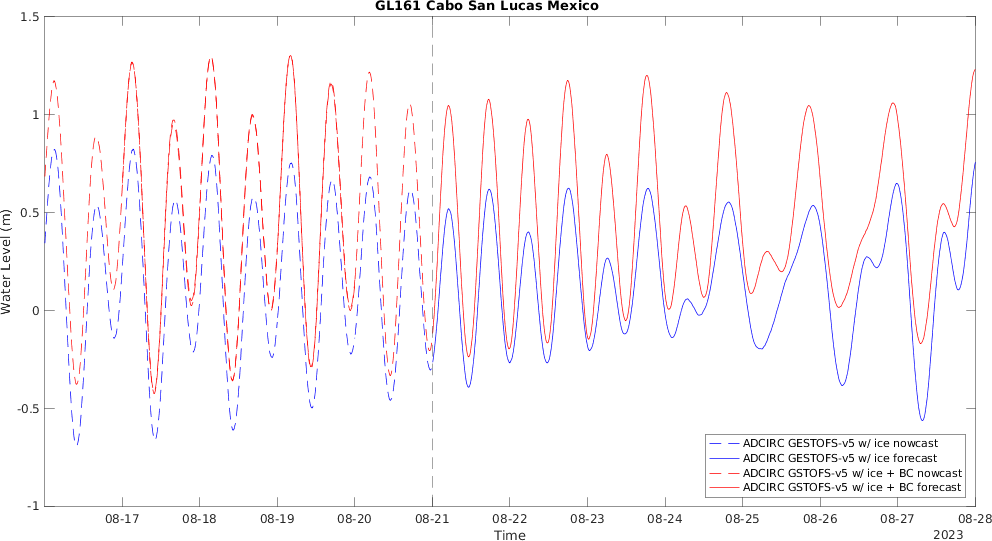 GL161 Cabo San Lucas Mexico
1.5
1
0.5
0
-0.5
-1
Water Level (m)
ADCIRC GESTOFS-v5 w/ ice nowcast
ADCIRC GESTOFS-v5 w/ ice forecast
ADCIRC GSTOFS-v5 w/ ice + BC nowcast
ADCIRC GSTOFS-v5 w/ ice + BC forecast
08-17 08-18 08-19 08-20 08-21 08-22 08-23 08-24 08-25 08-26 08-27 08-28
Time
2023